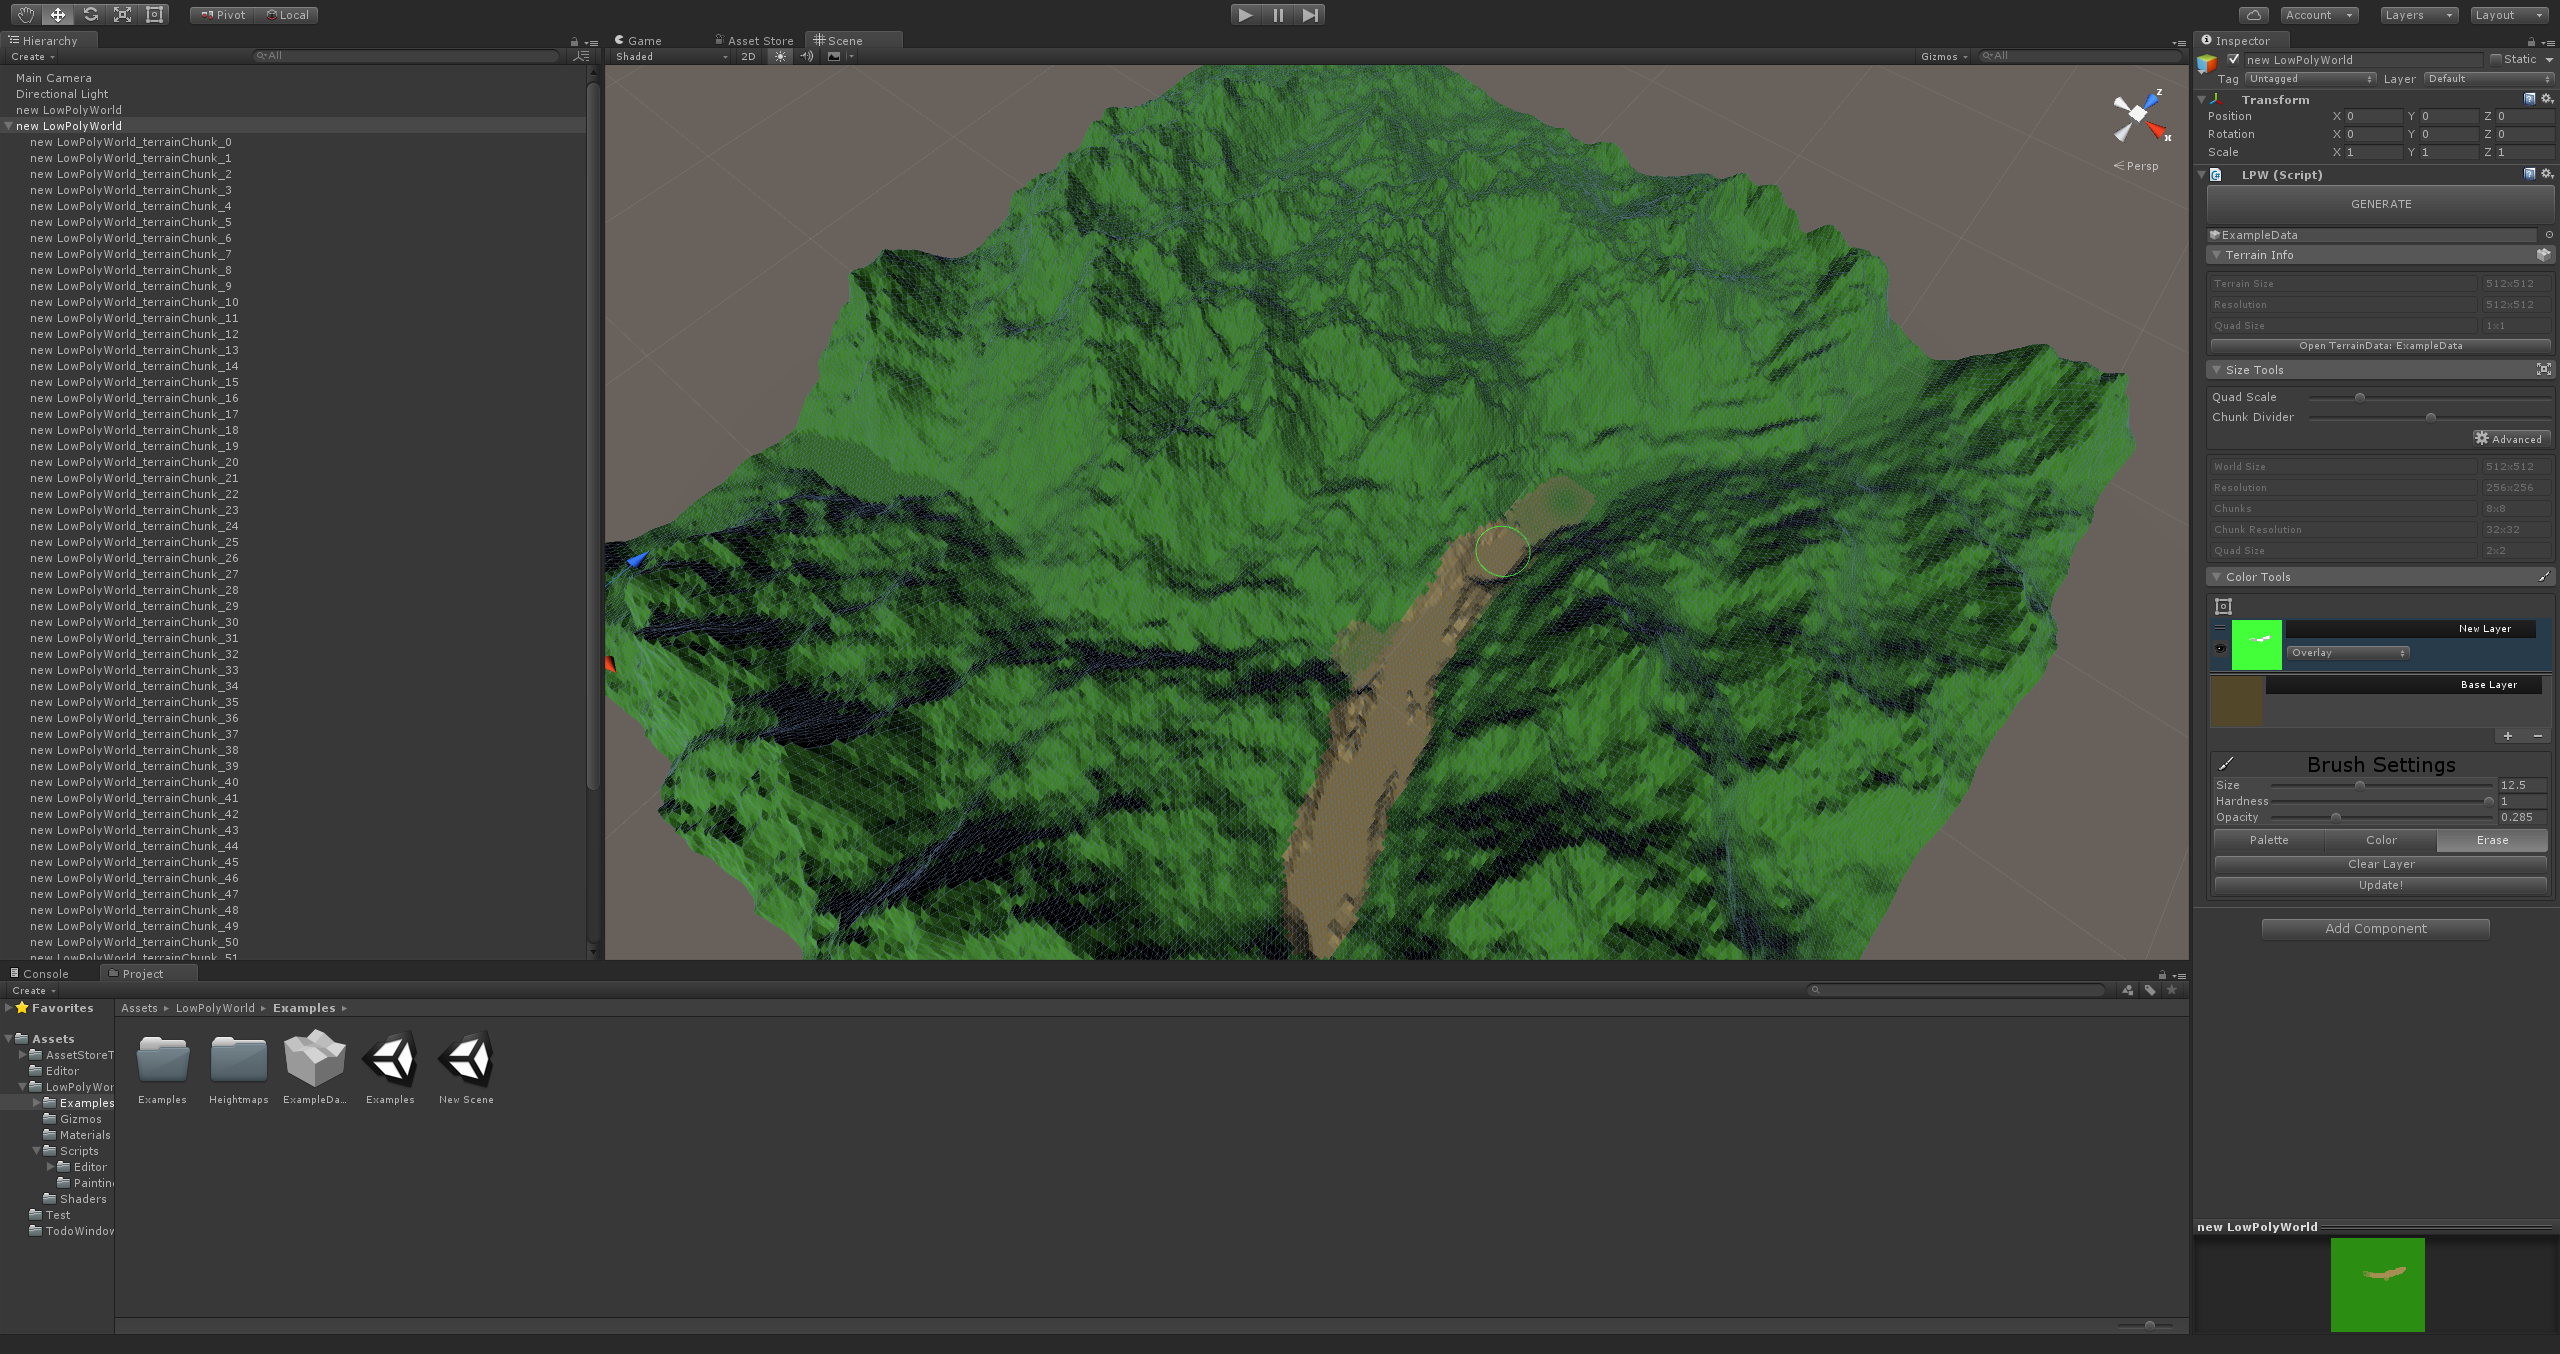 Pivot Local Account Layers Layout
Hierarchy Game Asset Store Scene Inspector
Create All Shaded 2D Gizmos All
Main Camera
Directional Light
new LowPolyWorld
new LowPolyWorld
new LowPolyWorld_terrainChunk_0
new LowPolyWorld_terrainChunk_1
new LowPolyWorld_terrainChunk_2
new LowPolyWorld_terrainChunk_3
new LowPolyWorld_terrainChunk_4
new LowPolyWorld_terrainChunk_5
new LowPolyWorld_terrainChunk_6
new LowPolyWorld_terrainChunk_7
new LowPolyWorld_terrainChunk_8
new LowPolyWorld_terrainChunk_9
new LowPolyWorld_terrainChunk_10
new LowPolyWorld_terrainChunk_11
new LowPolyWorld_terrainChunk_12
new LowPolyWorld_terrainChunk_13
new LowPolyWorld_terrainChunk_14
new LowPolyWorld_terrainChunk_15
new LowPolyWorld_terrainChunk_16
new LowPolyWorld_terrainChunk_17
new LowPolyWorld_terrainChunk_18
new LowPolyWorld_terrainChunk_19
new LowPolyWorld_terrainChunk_20
new LowPolyWorld_terrainChunk_21
new LowPolyWorld_terrainChunk_22
new LowPolyWorld_terrainChunk_23
new LowPolyWorld_terrainChunk_24
new LowPolyWorld_terrainChunk_25
new LowPolyWorld_terrainChunk_26
new LowPolyWorld_terrainChunk_27
new LowPolyWorld_terrainChunk_28
new LowPolyWorld_terrainChunk_29
new LowPolyWorld_terrainChunk_30
new LowPolyWorld_terrainChunk_31
new LowPolyWorld_terrainChunk_32
new LowPolyWorld_terrainChunk_33
new LowPolyWorld_terrainChunk_34
new LowPolyWorld_terrainChunk_35
new LowPolyWorld_terrainChunk_36
new LowPolyWorld_terrainChunk_37
new LowPolyWorld_terrainChunk_38
new LowPolyWorld_terrainChunk_39
new LowPolyWorld_terrainChunk_40
new LowPolyWorld_terrainChunk_41
new LowPolyWorld_terrainChunk_42
new LowPolyWorld_terrainChunk_43
new LowPolyWorld_terrainChunk_44
new LowPolyWorld_terrainChunk_45
new LowPolyWorld_terrainChunk_46
new LowPolyWorld_terrainChunk_47
new LowPolyWorld_terrainChunk_48
new LowPolyWorld_terrainChunk_49
new LowPolyWorld_terrainChunk_50
new LowPolyWorld_terrainChunk_51
z
x
Persp
new LowPolyWorld Static
Tag Untagged Layer Default
Transform
Position X 0 Y 0 Z 0
Rotation X 0 Y 0 Z 0
Scale X 1 Y 1 Z 1
LPW (Script)
GENERATE
ExampleData
Terrain Info
Terrain Size 512x512
Resolution 512x512
Quad Size 1x1
Open TerrainData: ExampleData
Size Tools
Quad Scale
Chunk Divider
Advanced
World Size 512x512
Resolution 256x256
Chunks 8x8
Chunk Resolution 32x32
Quad Size 2x2
Color Tools
New Layer
Overlay
Base Layer
+ −
Brush Settings
Size 12.5
Hardness 1
Opacity 0.285
Palette Color Erase
Clear Layer
Update!
Add Component
Console Project
Create
Favorites Assets LowPolyWorld Examples
Assets
AssetStoreT
Editor
LowPolyWor
Examples
Gizmos
Materials
Scripts
Editor
Paintin
Shaders
Test
TodoWindow
Examples Heightmaps ExampleDa... Examples New Scene
new LowPolyWorld